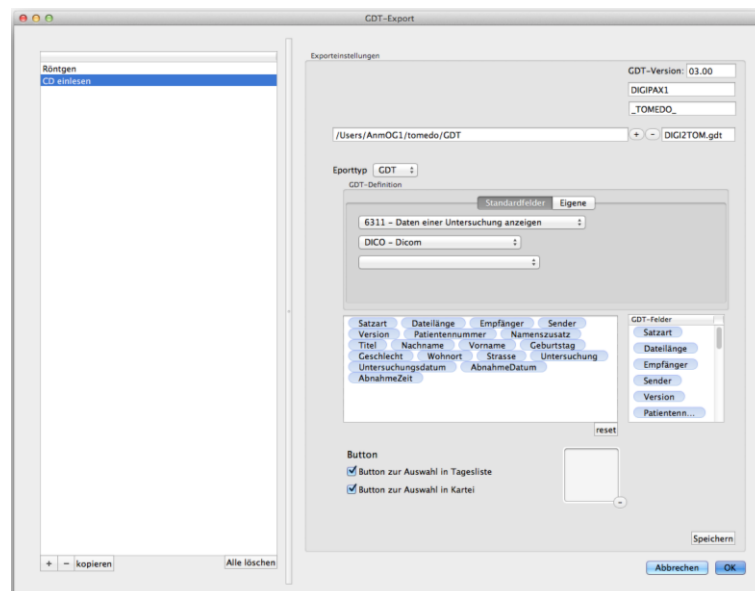 GDT-Export
Röntgen
CD einlesen
+ - kopieren
Alle löschen
Exporteinstellungen
GDT-Version: 03.00
DIGIPAX1
_TOMEDO_
/Users/AnmOG1/tomedo/GDT + - DIGI2TOM.gdt
Eporttyp GDT
GDT-Definition
Standardfelder Eigene
6311 - Daten einer Untersuchung anzeigen
DICO - Dicom
Satzart Dateilänge Empfänger Sender
Version Patientennummer Namenszusatz
Titel Nachname Vorname Geburtstag
Geschlecht Wohnort Strasse Untersuchung
Untersuchungsdatum AbnahmeDatum
AbnahmeZeit
reset
GDT-Felder
Satzart
Dateilänge
Empfänger
Sender
Version
Patientenn...
Button
Button zur Auswahl in Tagesliste
Button zur Auswahl in Kartei
-
Speichern
Abbrechen OK